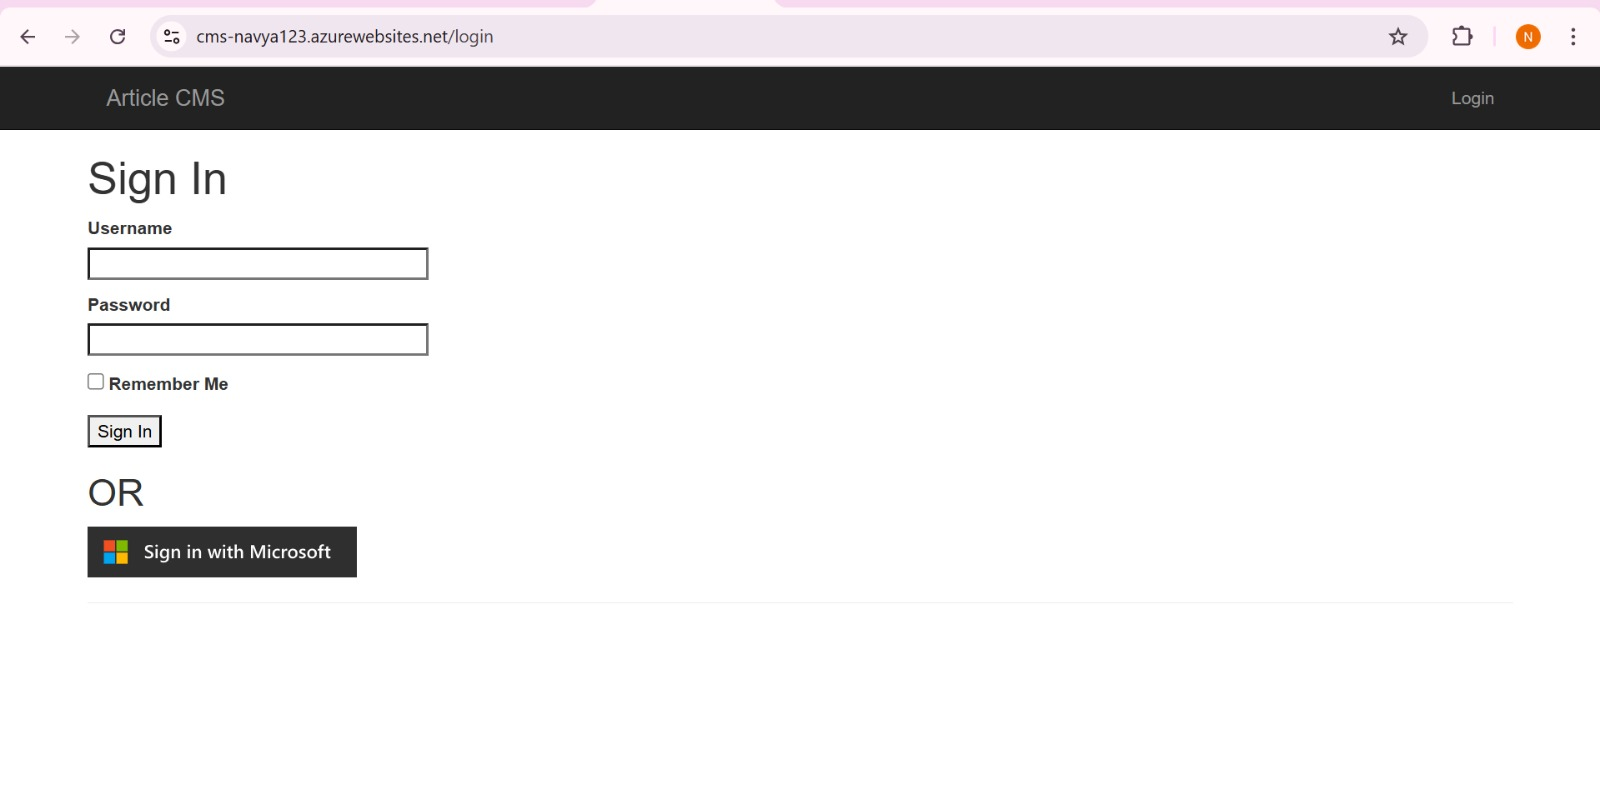 cms-navya123.azurewebsites.net/login
N
Article CMS
Login
Sign In
Username
Password
Remember Me
Sign In
OR
Sign in with Microsoft